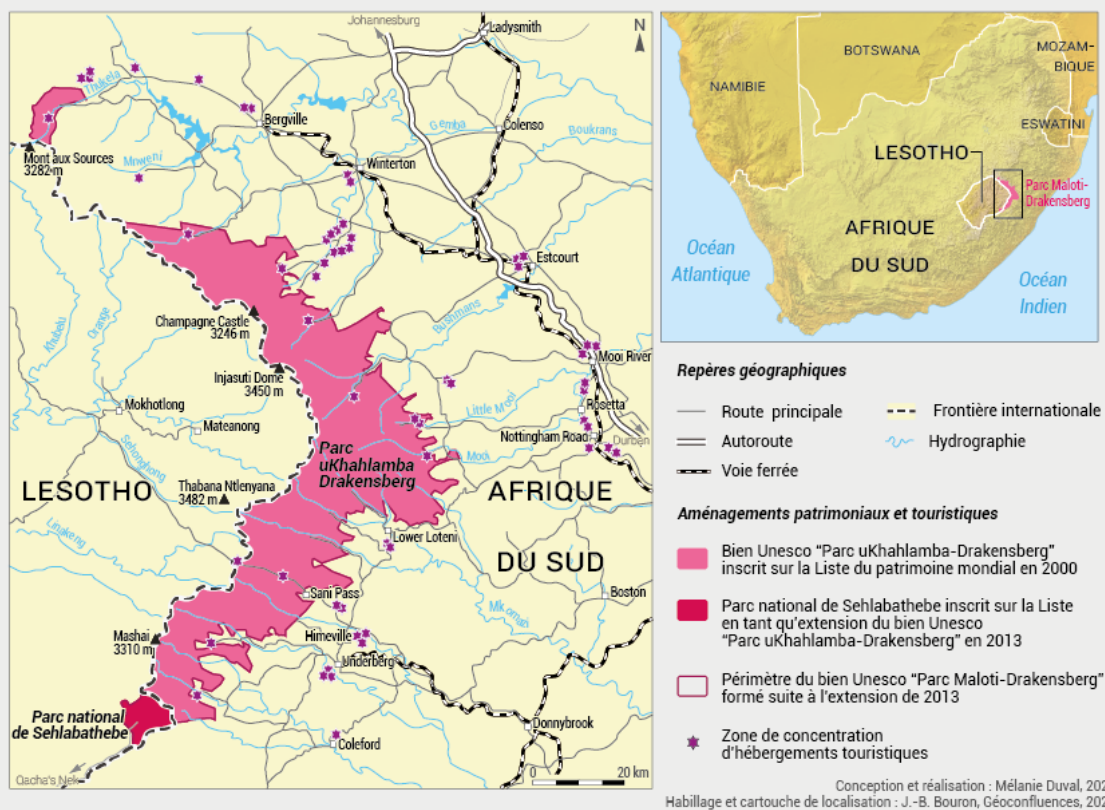 Johannesburg
N
Ladysmith
Thukela
Bergville
Gemba
Colenso
Boukrans
Mont aux Sources
3282 m
Mnweni
Winterton
Estcourt
Khubelu
Orange
Champagne Castle
3246 m
Bushmans
Injasuti Dome
3450 m
Mooi River
Mokhotlong
Mateanong
Little Mooi
Rosetta
Nottingham Road
Durban
Sehonghong
Parc
uKhahlamba
Drakensberg
Mooi
LESOTHO
Thabana Ntlenyana
3482 m
AFRIQUE
DU SUD
Linakeng
Lower Loteni
Sani Pass
Mkoman
Boston
Mashai
3310 m
Himeville
Underberg
Parc national
de Sehlabathebe
Donnybrook
Coleford
Qacha's Nek
0 20 km
BOTSWANA
MOZAM-
BIQUE
NAMIBIE
ESWATINI
LESOTHO
Parc Maloti-
Drakensberg
AFRIQUE
DU SUD
Océan
Atlantique
Océan
Indien
Repères géographiques
Route principale
Frontière internationale
Autoroute
Hydrographie
Voie ferrée
Aménagements patrimoniaux et touristiques
Bien Unesco “Parc uKhahlamba-Drakensberg”
inscrit sur la Liste du patrimoine mondial en 2000
Parc national de Sehlabathebe inscrit sur la Liste
en tant qu’extension du bien Unesco
“Parc uKhahlamba-Drakensberg” en 2013
Périmètre du bien Unesco “Parc Maloti-Drakensberg”
formé suite à l’extension de 2013
Zone de concentration
d’hébergements touristiques
Conception et réalisation : Mélanie Duval, 202
Habillage et cartouche de localisation : J.-B. Bouron, Géoconfluences, 202